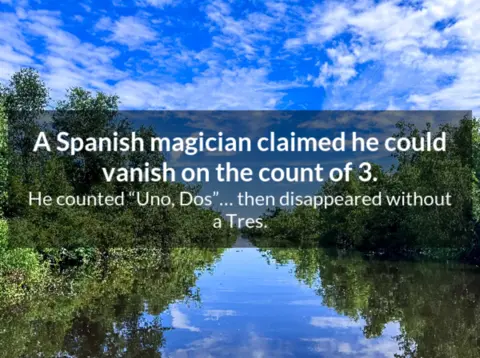 A Spanish magician claimed he could
vanish on the count of 3.
He counted “Uno, Dos”... then disappeared without
a Tres.